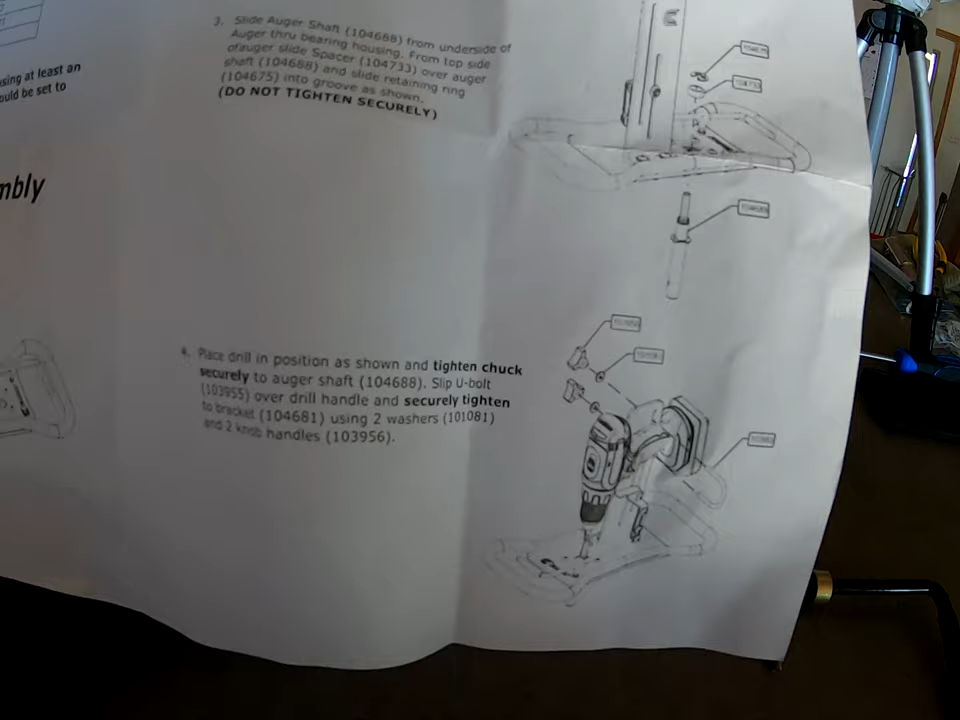 sing at least an
ould be set to
mbly
3. Slide Auger Shaft (104688) from underside of
Auger thru bearing housing. From top side
of auger slide Spacer (104733) over auger
shaft (104688) and slide retaining ring
(104675) into groove as shown.
(DO NOT TIGHTEN SECURELY)
4. Place drill in position as shown and tighten chuck
securely to auger shaft (104688). Slip U-bolt
(103955) over drill handle and securely tighten
to bracket (104681) using 2 washers (101081)
and 2 knob handles (103956).